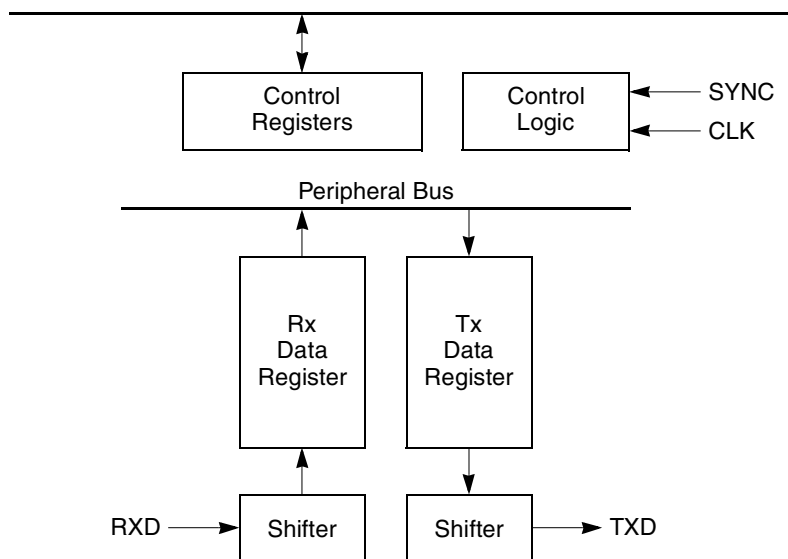 Control
Registers
Control
Logic
SYNC
CLK
Peripheral Bus
Rx
Data
Register
Tx
Data
Register
RXD
Shifter
Shifter
TXD